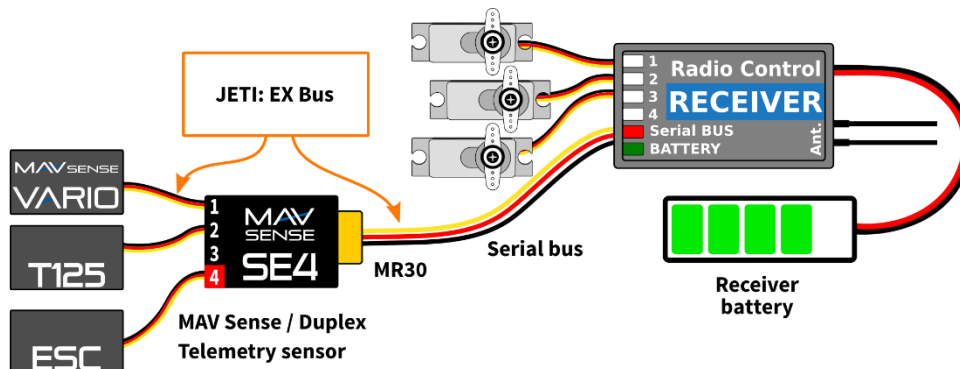 JETI: EX Bus
MAV SENSE
VARIO
T125
ESC
1
2
3
4
MAV
SENSE
SE4
MR30
Serial bus
MAV Sense / Duplex
Telemetry sensor
1
2
3
4
Radio Control
RECEIVER
Serial BUS
BATTERY
Ant.
Receiver
battery